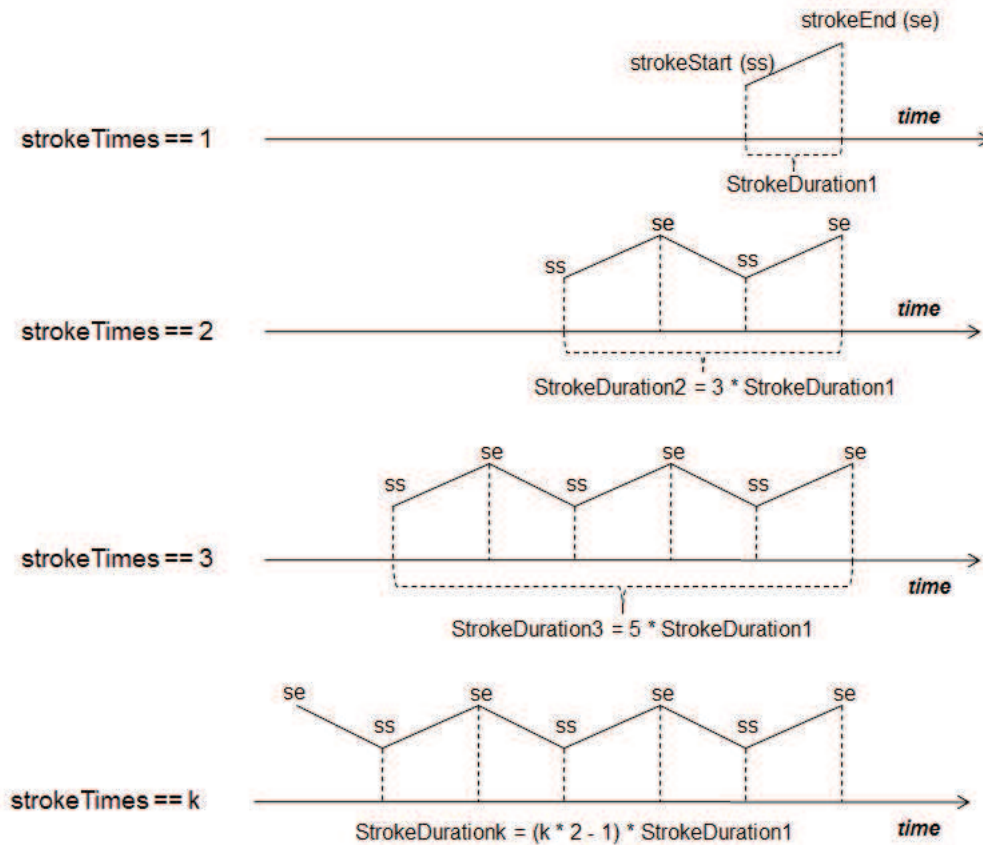 strokeEnd (se)
strokeStart (ss)
time
strokeTimes == 1
StrokeDuration1
se
se
ss
ss
time
strokeTimes == 2
StrokeDuration2 = 3 * StrokeDuration1
se
se
se
ss
ss
ss
strokeTimes == 3
time
StrokeDuration3 = 5 * StrokeDuration1
se
se
se
se
ss
ss
ss
strokeTimes == k
StrokeDurationk = (k * 2 - 1) * StrokeDuration1
time